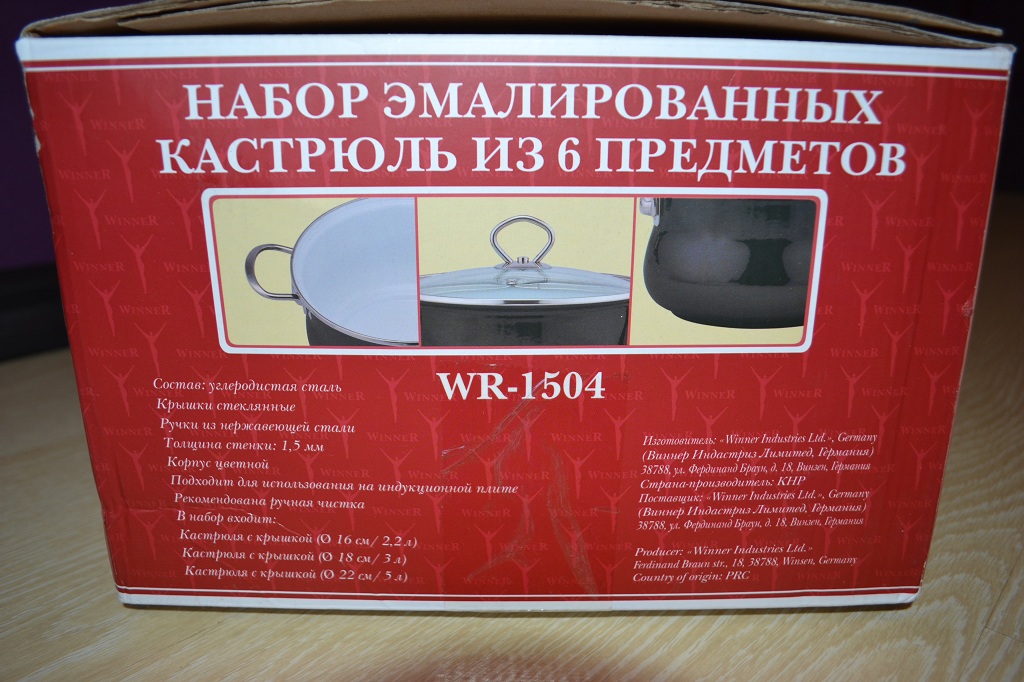 НАБОР ЭМАЛИРОВАННЫХ
КАСТРЮЛЬ ИЗ 6 ПРЕДМЕТОВ
WR-1504
Состав: углеродистая сталь
Крышки стеклянные
Ручки из нержавеющей стали
Толщина стенки: 1,5 мм
Корпус цветной
Подходит для использования на индукционной плите
Рекомендована ручная чистка
В набор входит:
Кастрюля с крышкой (Ø 16 см/ 2,2 л)
Кастрюля с крышкой (Ø 18 см/ 3 л)
Кастрюля с крышкой (Ø 22 см/ 5 л)
Изготовитель: «Winner Industries Ltd.», Germany
(Виннер Индастриз Лимитед, Германия)
38788, ул. Фердинанд Браун, д. 18, Винзен, Германия
Страна-производитель: КНР
Поставщик: «Winner Industries Ltd.», Germany
(Виннер Индастриз Лимитед, Германия)
38788, ул. Фердинанд Браун, д. 18, Винзен, Германия
Producer: «Winner Industries Ltd.»
Ferdinand Braun str., 18, 38788, Winsen, Germany
Country of origin: PRC